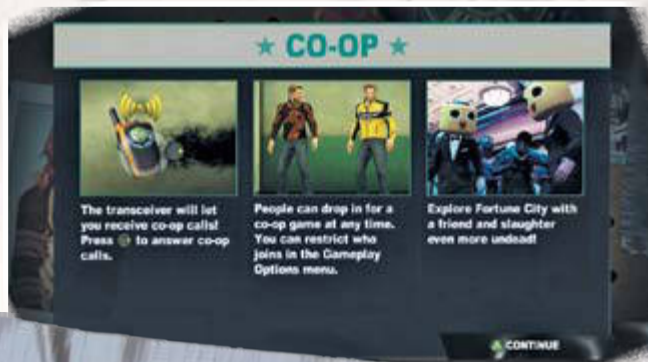 ★ CO-OP ★
The transceiver will let
you receive co-op calls!
Press to answer co-op
calls.
People can drop in for a
co-op game at any time.
You can restrict who
joins in the Gameplay
Options menu.
Explore Fortune City with
a friend and slaughter
even more undead!
CONTINUE